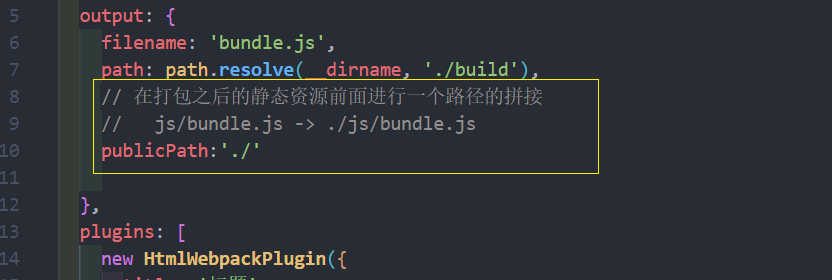 5 output: {
6 filename: 'bundle.js',
7 path: path.resolve(__dirname, './build'),
8 // 在打包之后的静态资源前面进行一个路径的拼接
9 //   js/bundle.js -> ./js/bundle.js
10 publicPath:'./'
11
12 },
13 plugins: [
14 new HtmlWebpackPlugin({